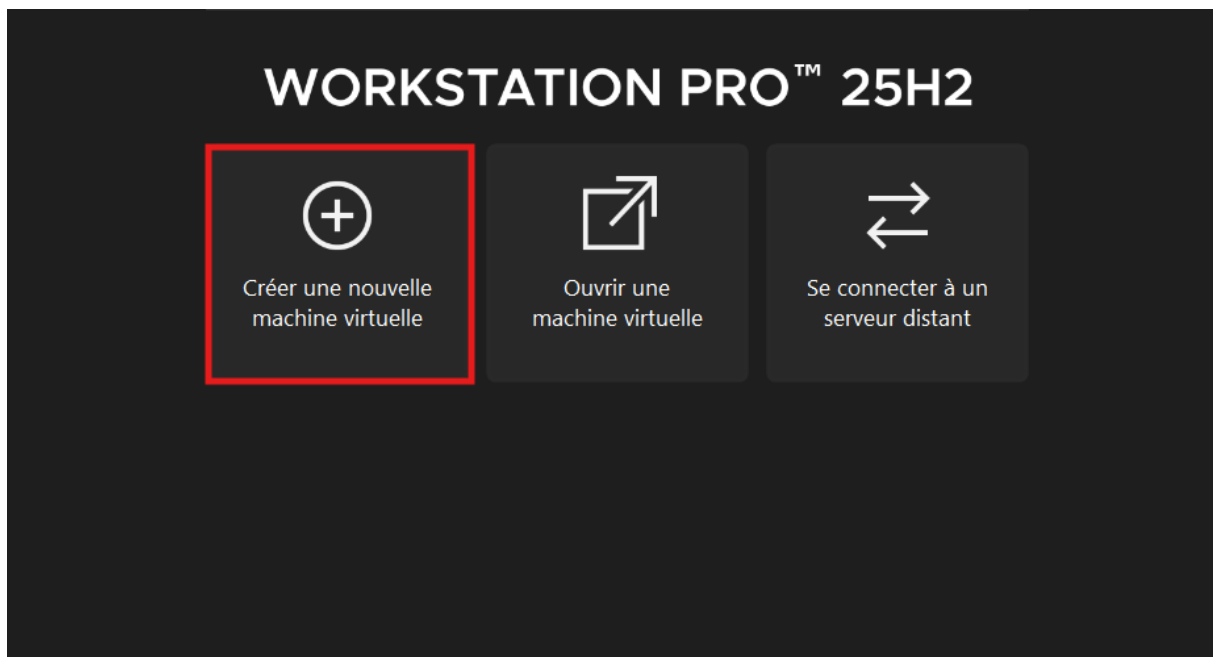 WORKSTATION PRO™ 25H2
Créer une nouvelle
machine virtuelle
Ouvrir une
machine virtuelle
Se connecter à un
serveur distant